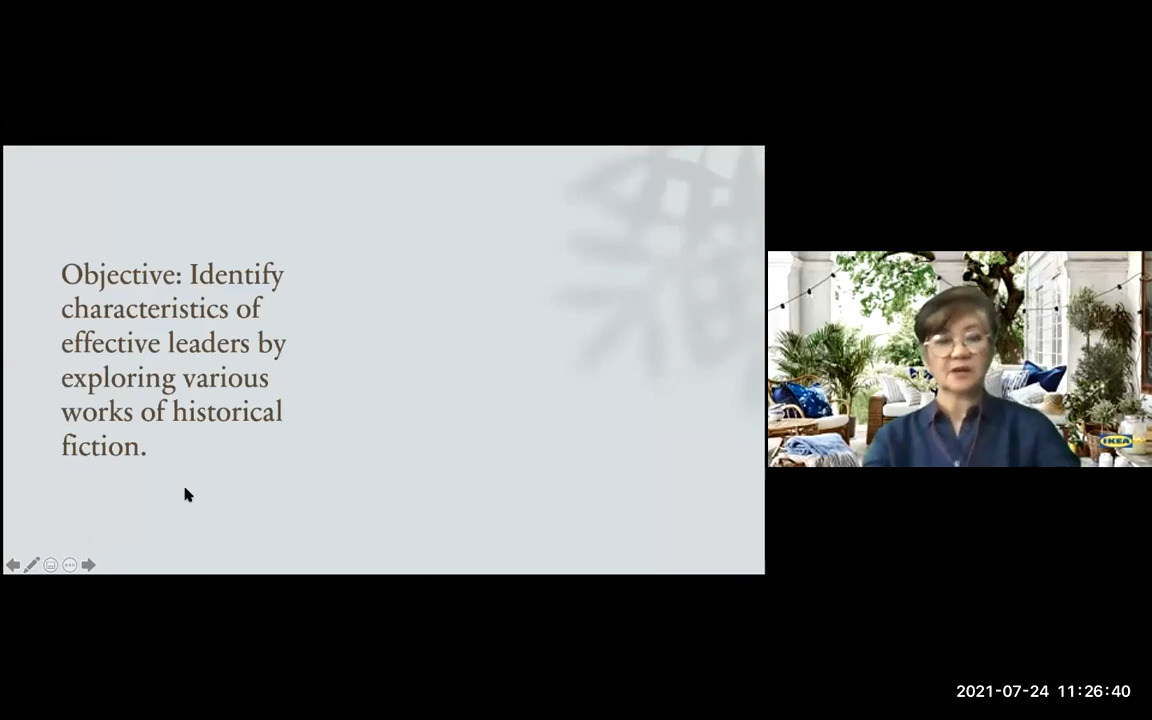 Objective: Identify
characteristics of
effective leaders by
exploring various
works of historical
fiction.
IKEA
2021-07-24 11:26:40